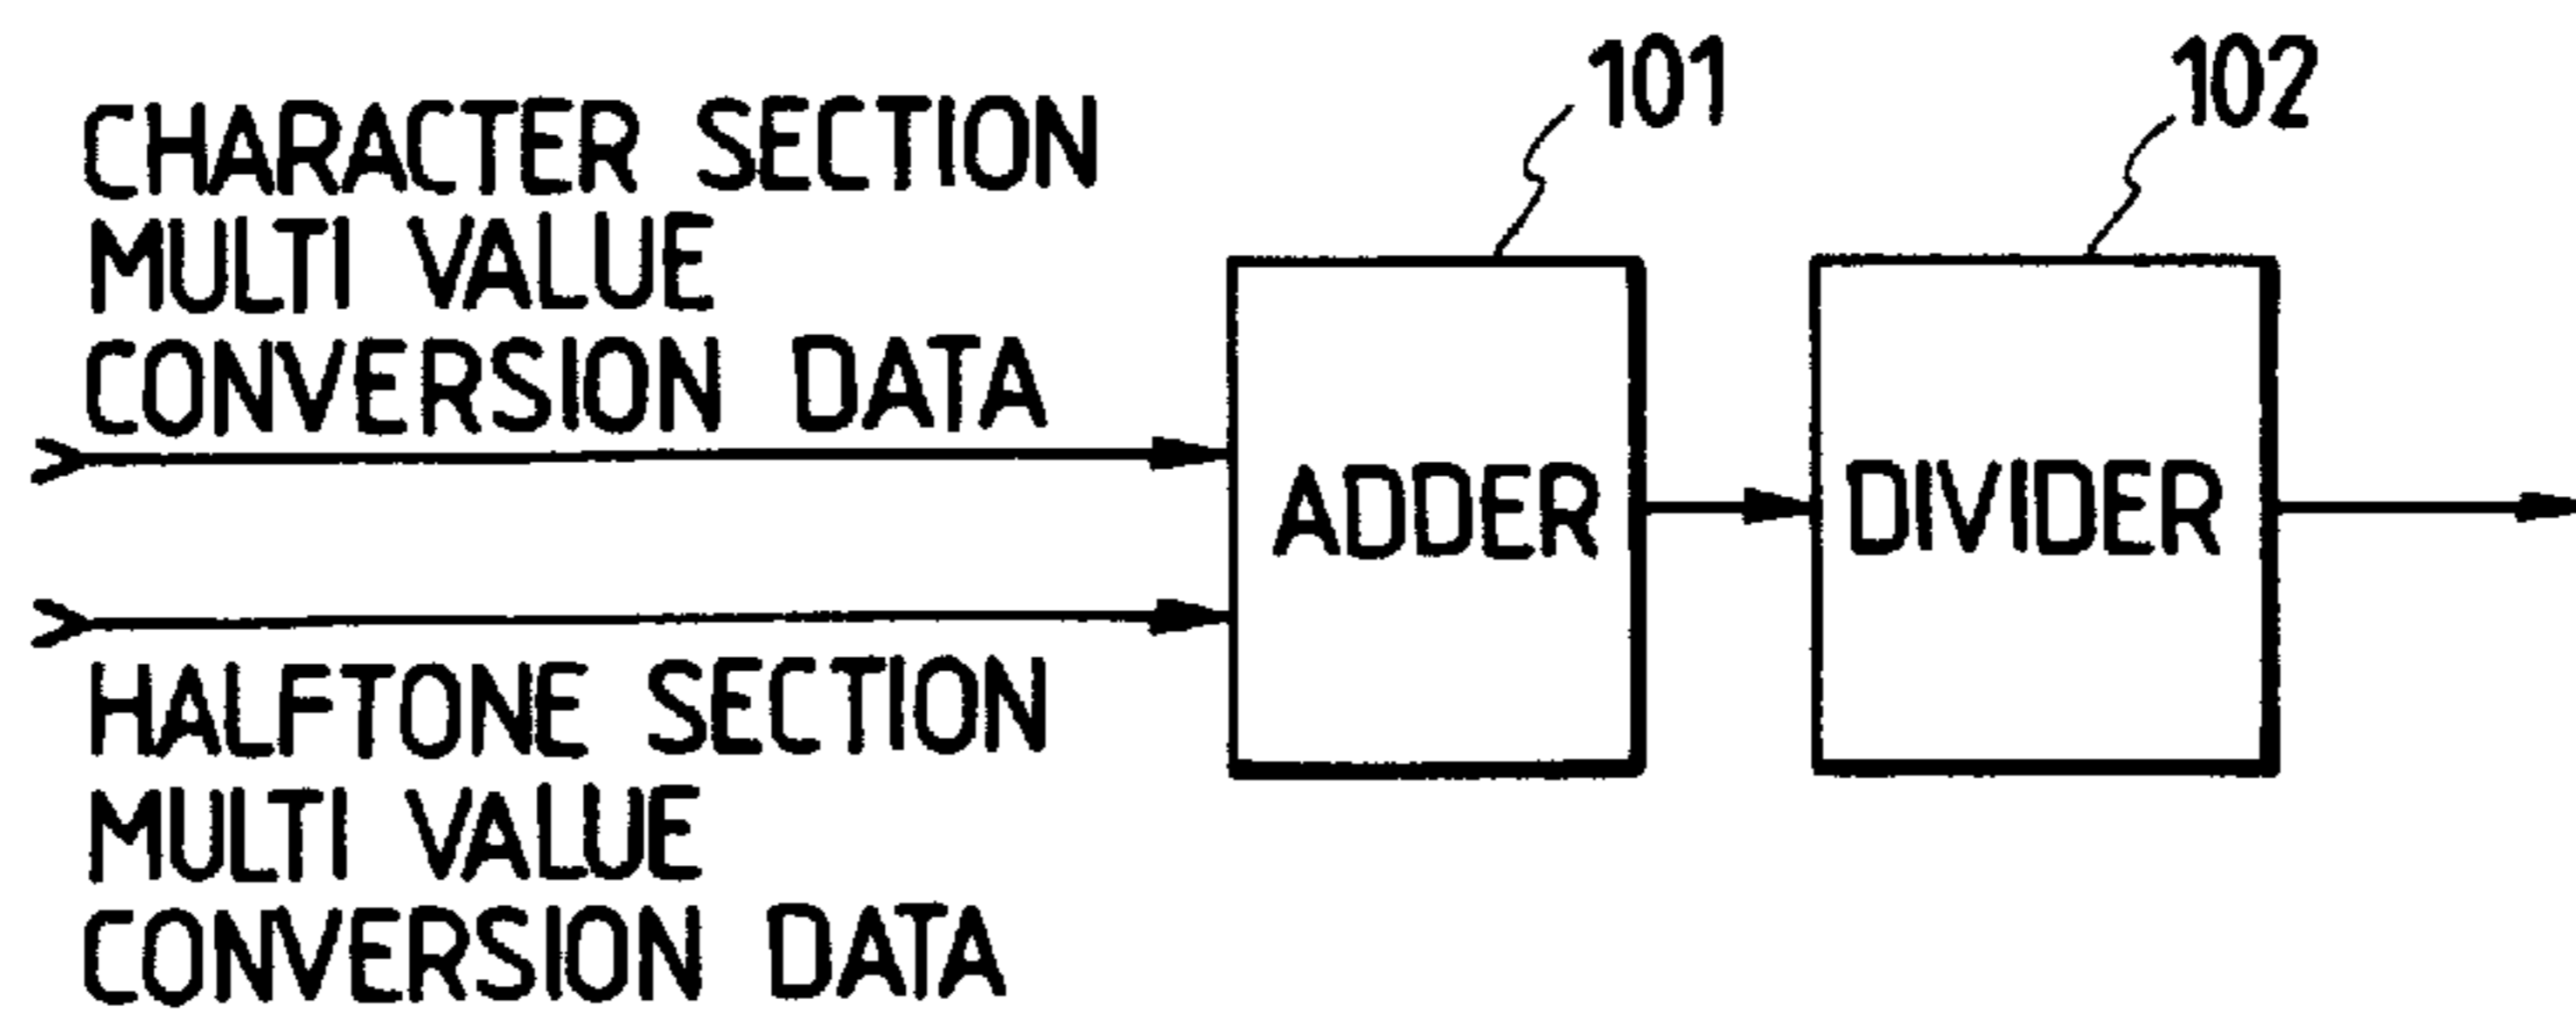 CHARACTER SECTION
MULTI VALUE
CONVERSION DATA
101
102
ADDER
DIVIDER
HALFTONE SECTION
MULTI VALUE
CONVERSION DATA